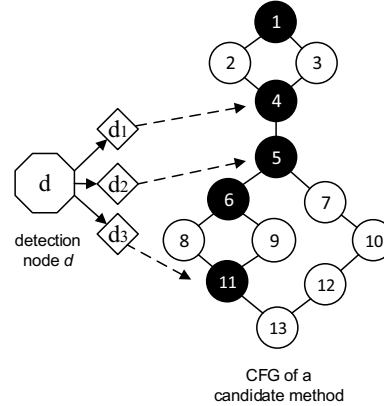 1
2
3
4
d1
5
d
d2
6
7
d3
8
9
10
detection
node d
11
12
13
CFG of a
candidate method